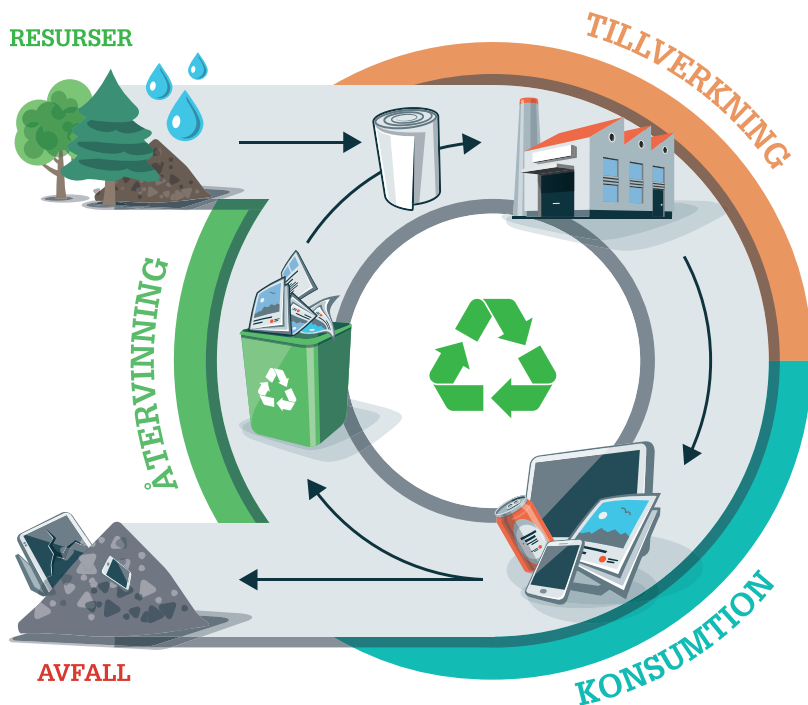 RESURSER
TILLVERKNING
ÅTERVINNING
KONSUMTION
AVFALL